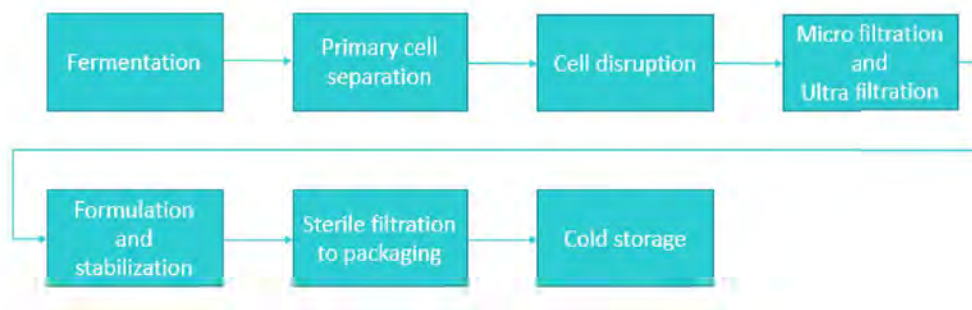 Fermentation
Primary cell
separation
Cell disruption
Micro filtration
and
Ultra filtration
Formulation
and
stabilization
Sterile filtration
to packaging
Cold storage